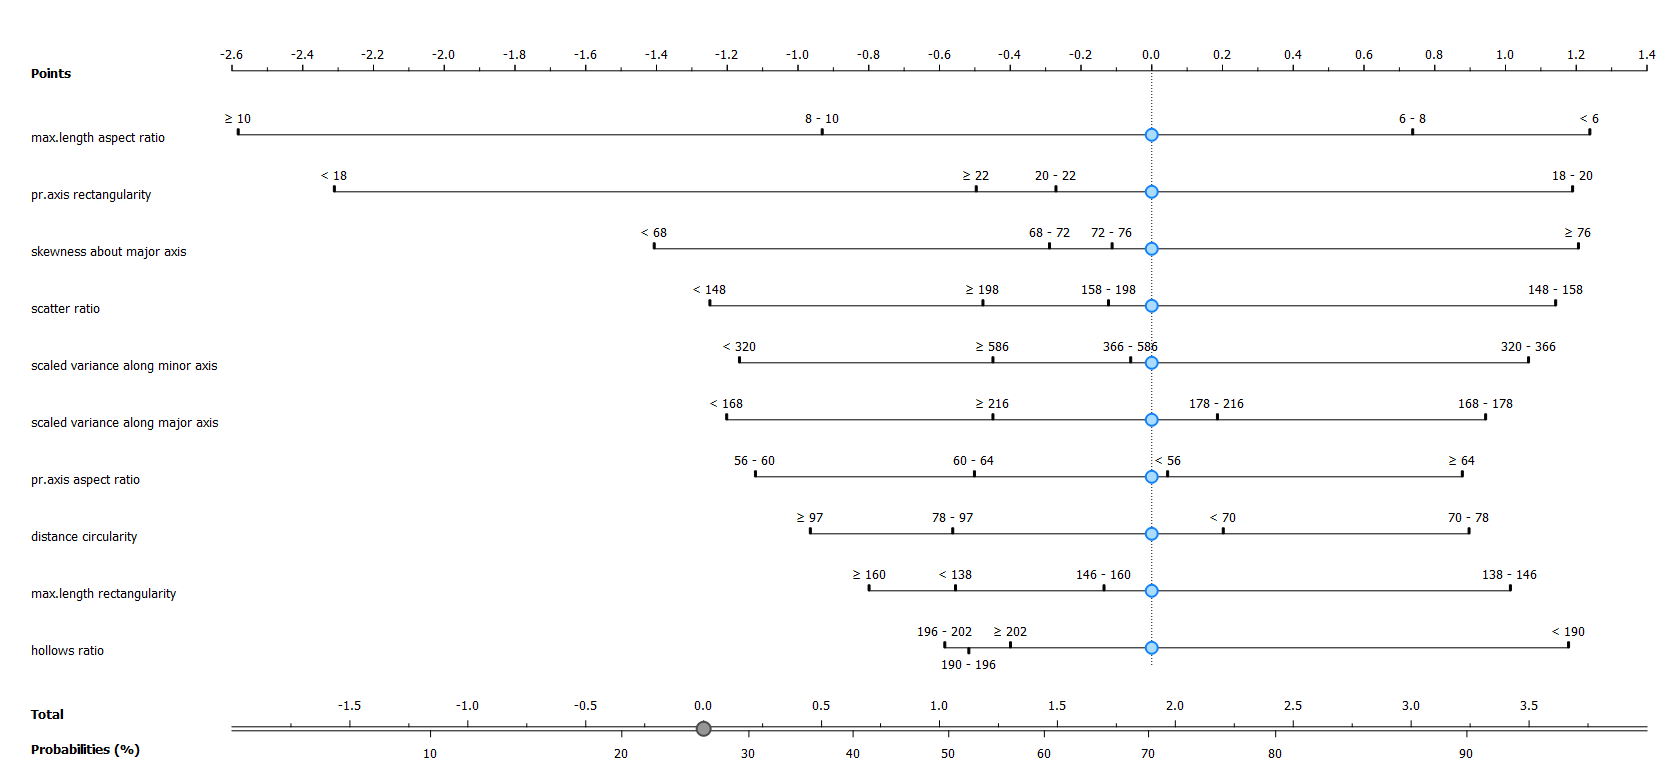 -2.6 -2.4 -2.2 -2.0 -1.8 -1.6 -1.4 -1.2 -1.0 -0.8 -0.6 -0.4 -0.2 0.0 0.2 0.4 0.6 0.8 1.0 1.2 1.4
Points
≥ 10 8 - 10 6 - 8 < 6
max.length aspect ratio
< 18 ≥ 22 20 - 22 18 - 20
pr.axis rectangularity
< 68 68 - 72 72 - 76 ≥ 76
skewness about major axis
< 148 ≥ 198 158 - 198 148 - 158
scatter ratio
< 320 ≥ 586 366 - 586 320 - 366
scaled variance along minor axis
< 168 ≥ 216 178 - 216 168 - 178
scaled variance along major axis
56 - 60 60 - 64 < 56 ≥ 64
pr.axis aspect ratio
≥ 97 78 - 97 < 70 70 - 78
distance circularity
≥ 160 < 138 146 - 160 138 - 146
max.length rectangularity
196 - 202 ≥ 202 < 190
hollows ratio
190 - 196
-1.5 -1.0 -0.5 0.0 0.5 1.0 1.5 2.0 2.5 3.0 3.5
Total
Probabilities (%)
10 20 30 40 50 60 70 80 90